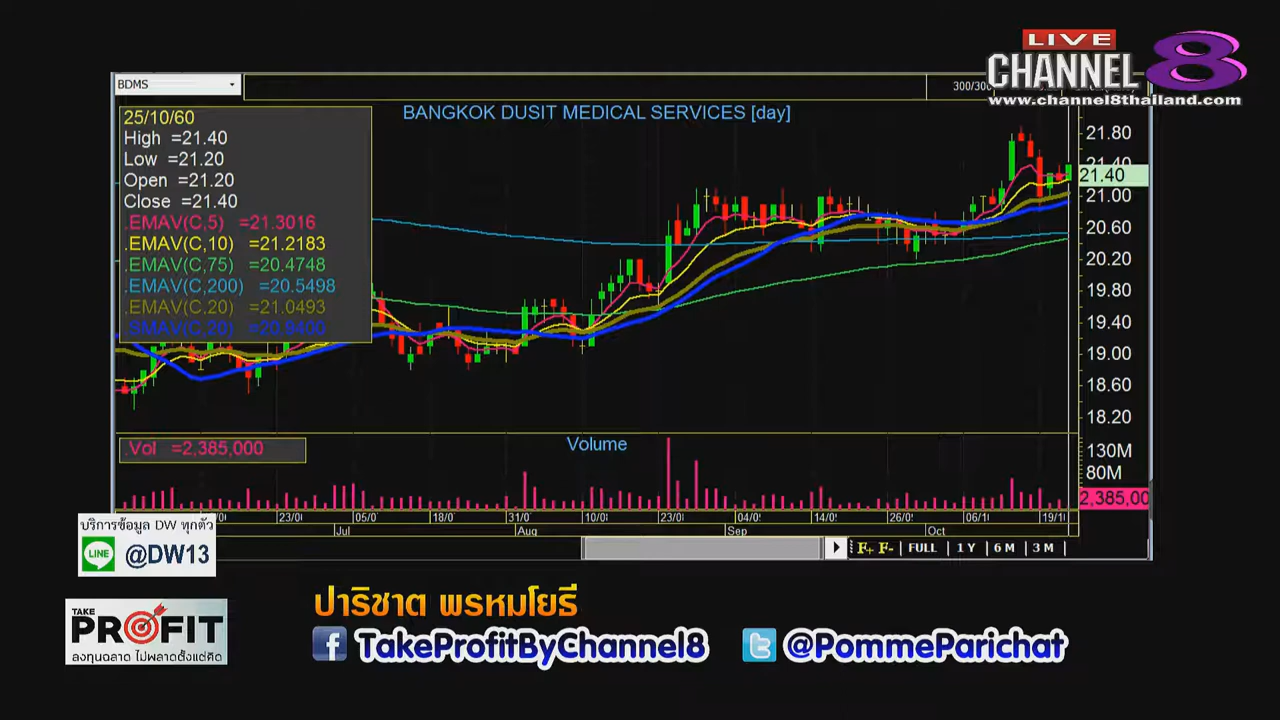 LIVE
CHANNEL 8
www.channel8thailand.com
BDMS
300/300
BANGKOK DUSIT MEDICAL SERVICES [day]
25/10/60
High =21.40
Low =21.20
Open =21.20
Close =21.40
.EMAV(C,5) =21.3016
.EMAV(C,10) =21.2183
.EMAV(C,75) =20.4748
.EMAV(C,200) =20.5498
.EMAV(C,20) =21.0493
.SMAV(C,20) =20.9400
21.80
21.40
21.40
21.00
20.60
20.20
19.80
19.40
19.00
18.60
18.20
.Vol =2,385,000
Volume
130M
80M
2,385,00
23/0 05/0 18/0 31/0 10/0 23/0 04/0 14/0 26/0 06/1 19/1
Jul Aug Sep Oct
F+ F- FULL 1 Y 6 M 3 M
บริการข้อมูล DW ทุกตัว
LINE @DW13
TAKE
PROFIT
ลงทุนฉลาด ไม่พลาดตั้งแต่คิด
ปาริชาต พรหมโยธี
f TakeProfitByChannel8 @PommeParichat